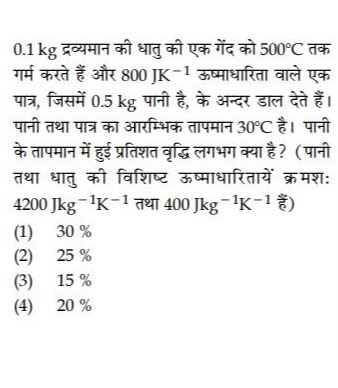 0.1 kg द्रव्यमान की धातु की एक गेंद को 500°C तक
गर्म करते हैं और 800 JK⁻¹ ऊष्माधारिता वाले एक
पात्र, जिसमें 0.5 kg पानी है, के अन्दर डाल देते हैं।
पानी तथा पात्र का आरम्भिक तापमान 30°C है। पानी
के तापमान में हुई प्रतिशत वृद्धि लगभग क्या है? (पानी
तथा धातु की विशिष्ट ऊष्माधारितायें क्रमश:
4200 Jkg⁻¹K⁻¹ तथा 400 Jkg⁻¹K⁻¹ हैं)
(1) 30 %
(2) 25 %
(3) 15 %
(4) 20 %